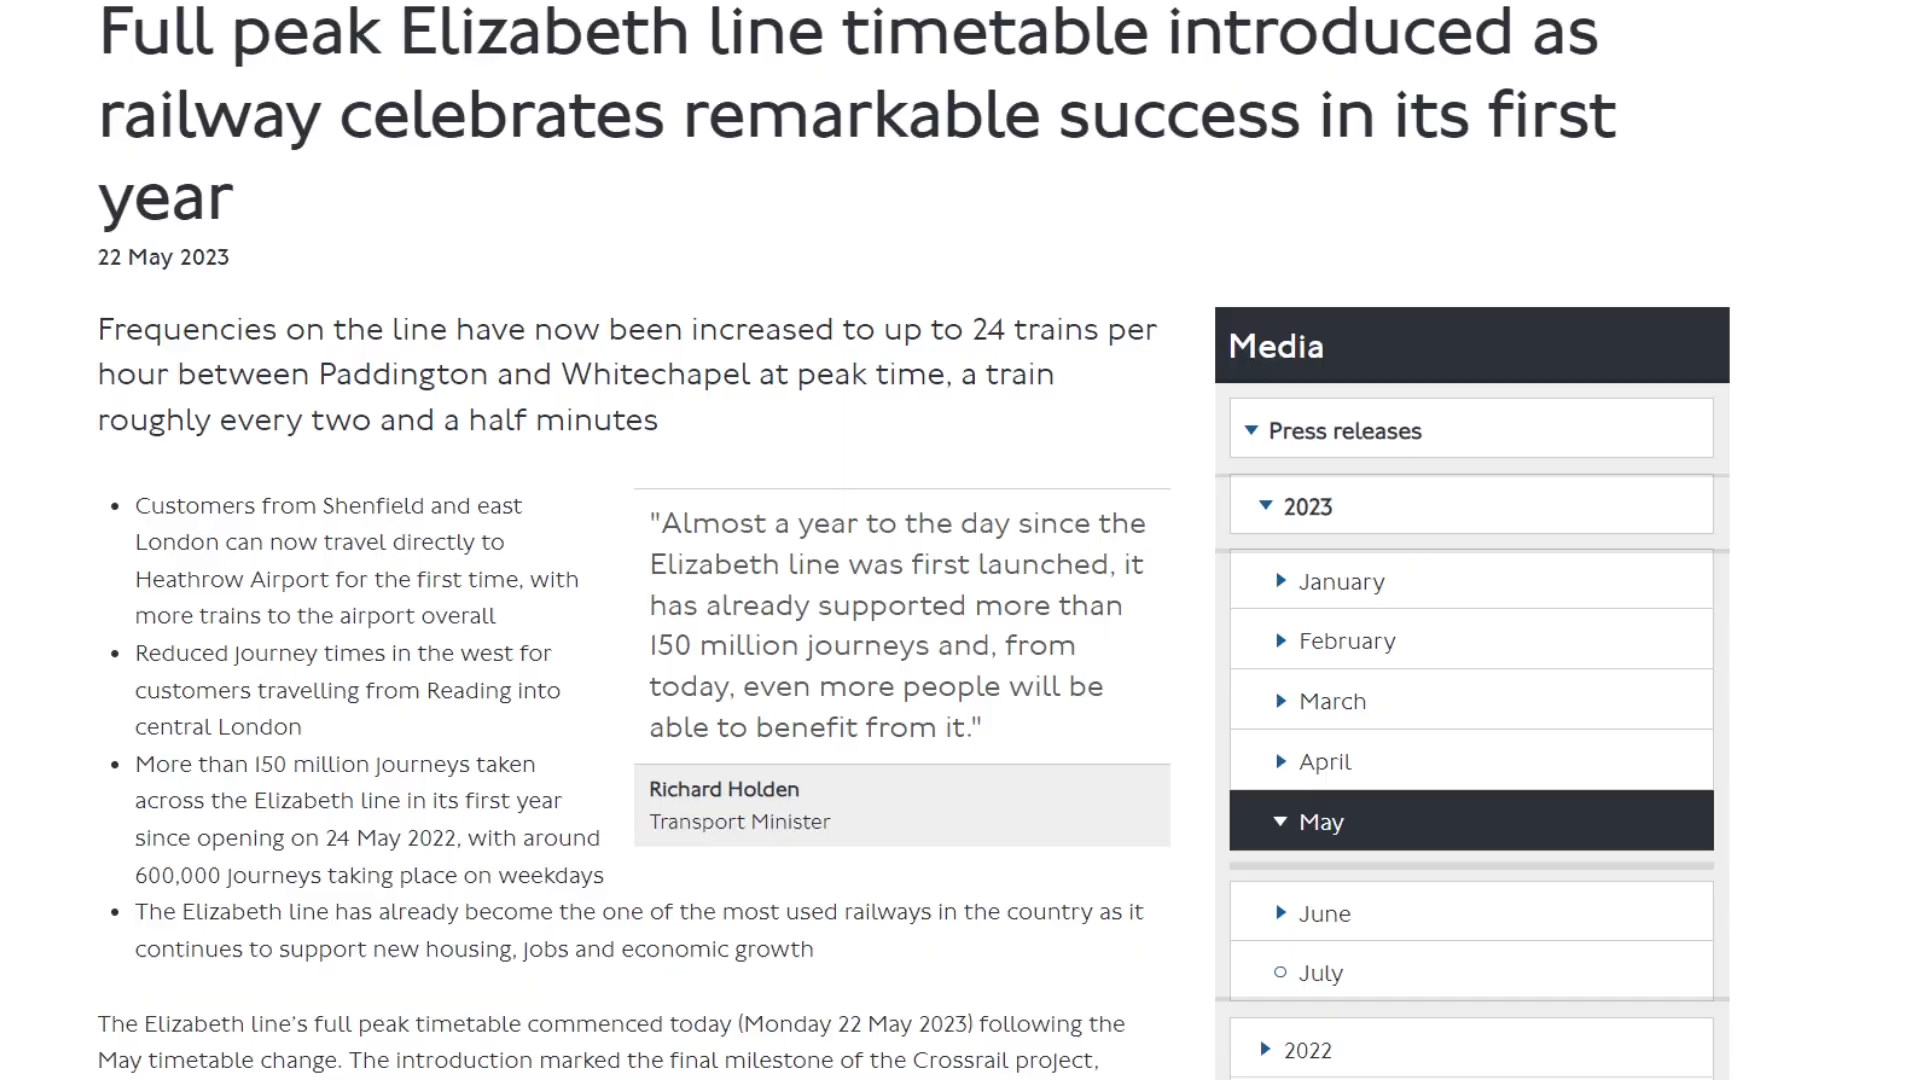 Full peak Elizabeth line timetable introduced as
railway celebrates remarkable success in its first
year
22 May 2023
Frequencies on the line have now been increased to up to 24 trains per
hour between Paddington and Whitechapel at peak time, a train
roughly every two and a half minutes
Customers from Shenfield and east
London can now travel directly to
Heathrow Airport for the first time, with
more trains to the airport overall
Reduced journey times in the west for
customers travelling from Reading into
central London
More than 150 million journeys taken
across the Elizabeth line in its first year
since opening on 24 May 2022, with around
600,000 journeys taking place on weekdays
The Elizabeth line has already become the one of the most used railways in the country as it
continues to support new housing, jobs and economic growth
"Almost a year to the day since the
Elizabeth line was first launched, it
has already supported more than
150 million journeys and, from
today, even more people will be
able to benefit from it."
Richard Holden
Transport Minister
The Elizabeth line's full peak timetable commenced today (Monday 22 May 2023) following the
May timetable change. The introduction marked the final milestone of the Crossrail project,
Media
Press releases
2023
January
February
March
April
May
June
July
2022